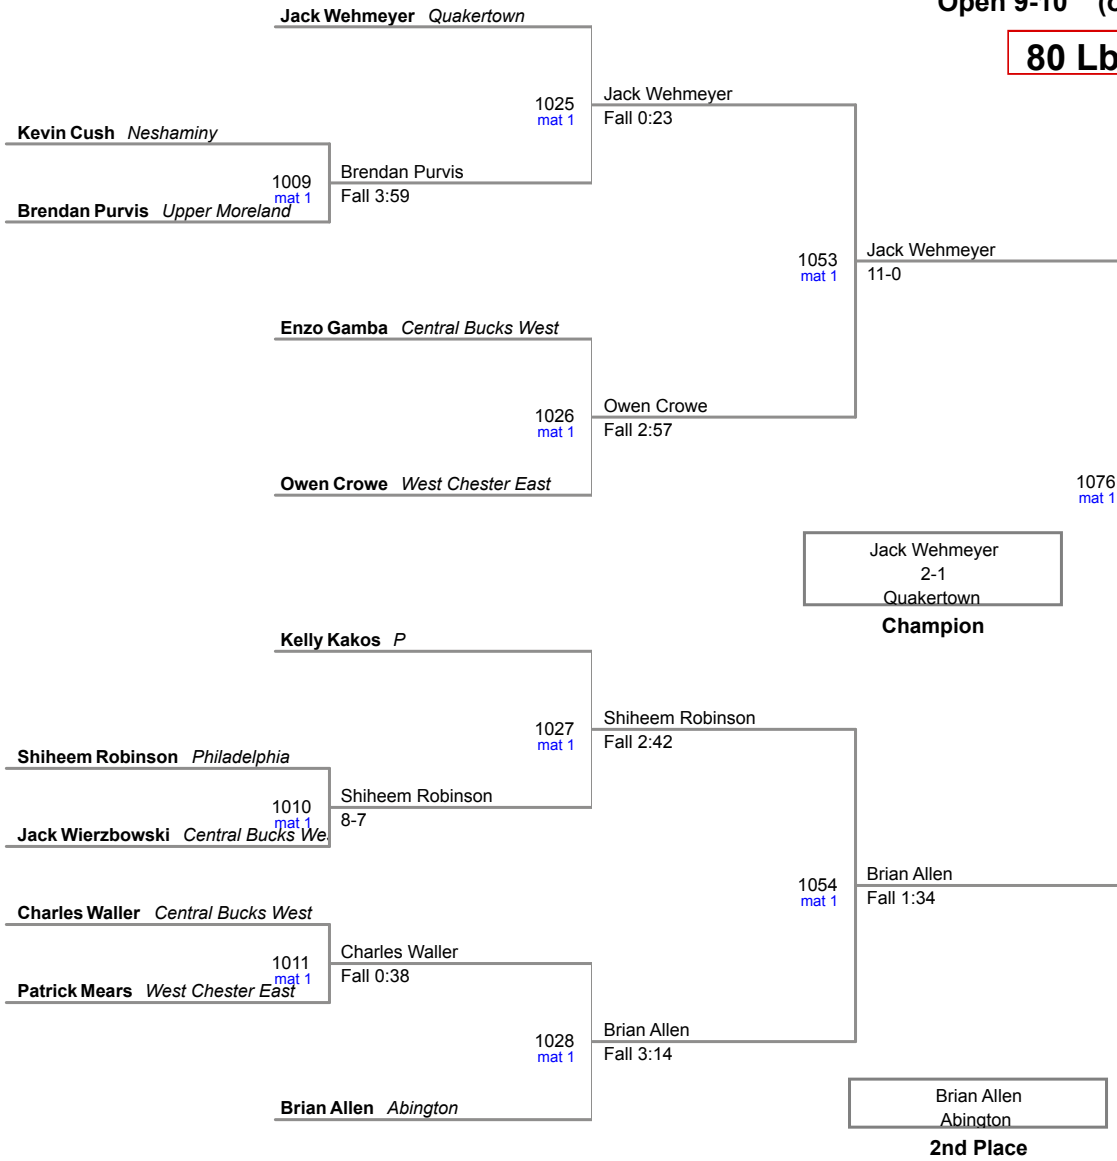 Open 9-10
80 Lb
Jack Wehmeyer Quakertown
1025
mat 1
Jack Wehmeyer
Fall 0:23
Kevin Cush Neshaminy
1009
mat 1
Brendan Purvis
Fall 3:59
Brendan Purvis Upper Moreland
1053
mat 1
Jack Wehmeyer
11-0
Enzo Gamba Central Bucks West
1026
mat 1
Owen Crowe
Fall 2:57
Owen Crowe West Chester East
1076
mat 1
Jack Wehmeyer
2-1
Quakertown
Champion
Kelly Kakos P
1027
mat 1
Shiheem Robinson
Fall 2:42
Shiheem Robinson Philadelphia
1010
mat 1
Shiheem Robinson
8-7
Jack Wierzbowski Central Bucks We
1054
mat 1
Brian Allen
Fall 1:34
Charles Waller Central Bucks West
1011
mat 1
Charles Waller
Fall 0:38
Patrick Mears West Chester East
1028
mat 1
Brian Allen
Fall 3:14
Brian Allen Abington
Brian Allen
Abington
2nd Place